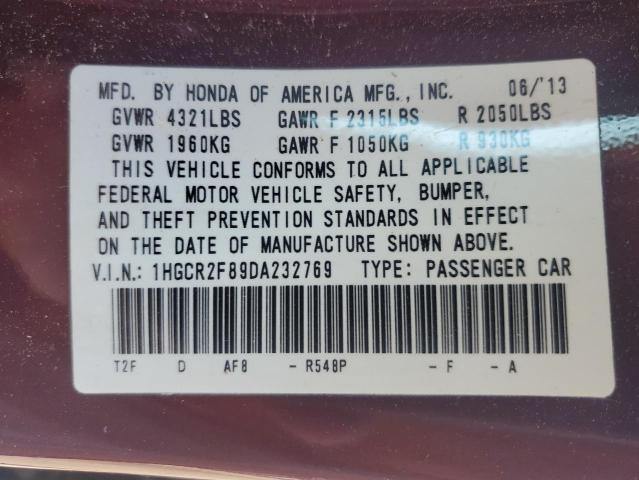 MFD. BY HONDA OF AMERICA MFG., INC. 06/'13
GVWR 4321LBS GAWR F 2315LBS R 2050LBS
GVWR 1960KG GAWR F 1050KG R 930KG
THIS VEHICLE CONFORMS TO ALL APPLICABLE
FEDERAL MOTOR VEHICLE SAFETY, BUMPER,
AND THEFT PREVENTION STANDARDS IN EFFECT
ON THE DATE OF MANUFACTURE SHOWN ABOVE.
V.I.N.: 1HGCR2F89DA232769 TYPE: PASSENGER CAR
T2F D AF8 - R548P - F - A